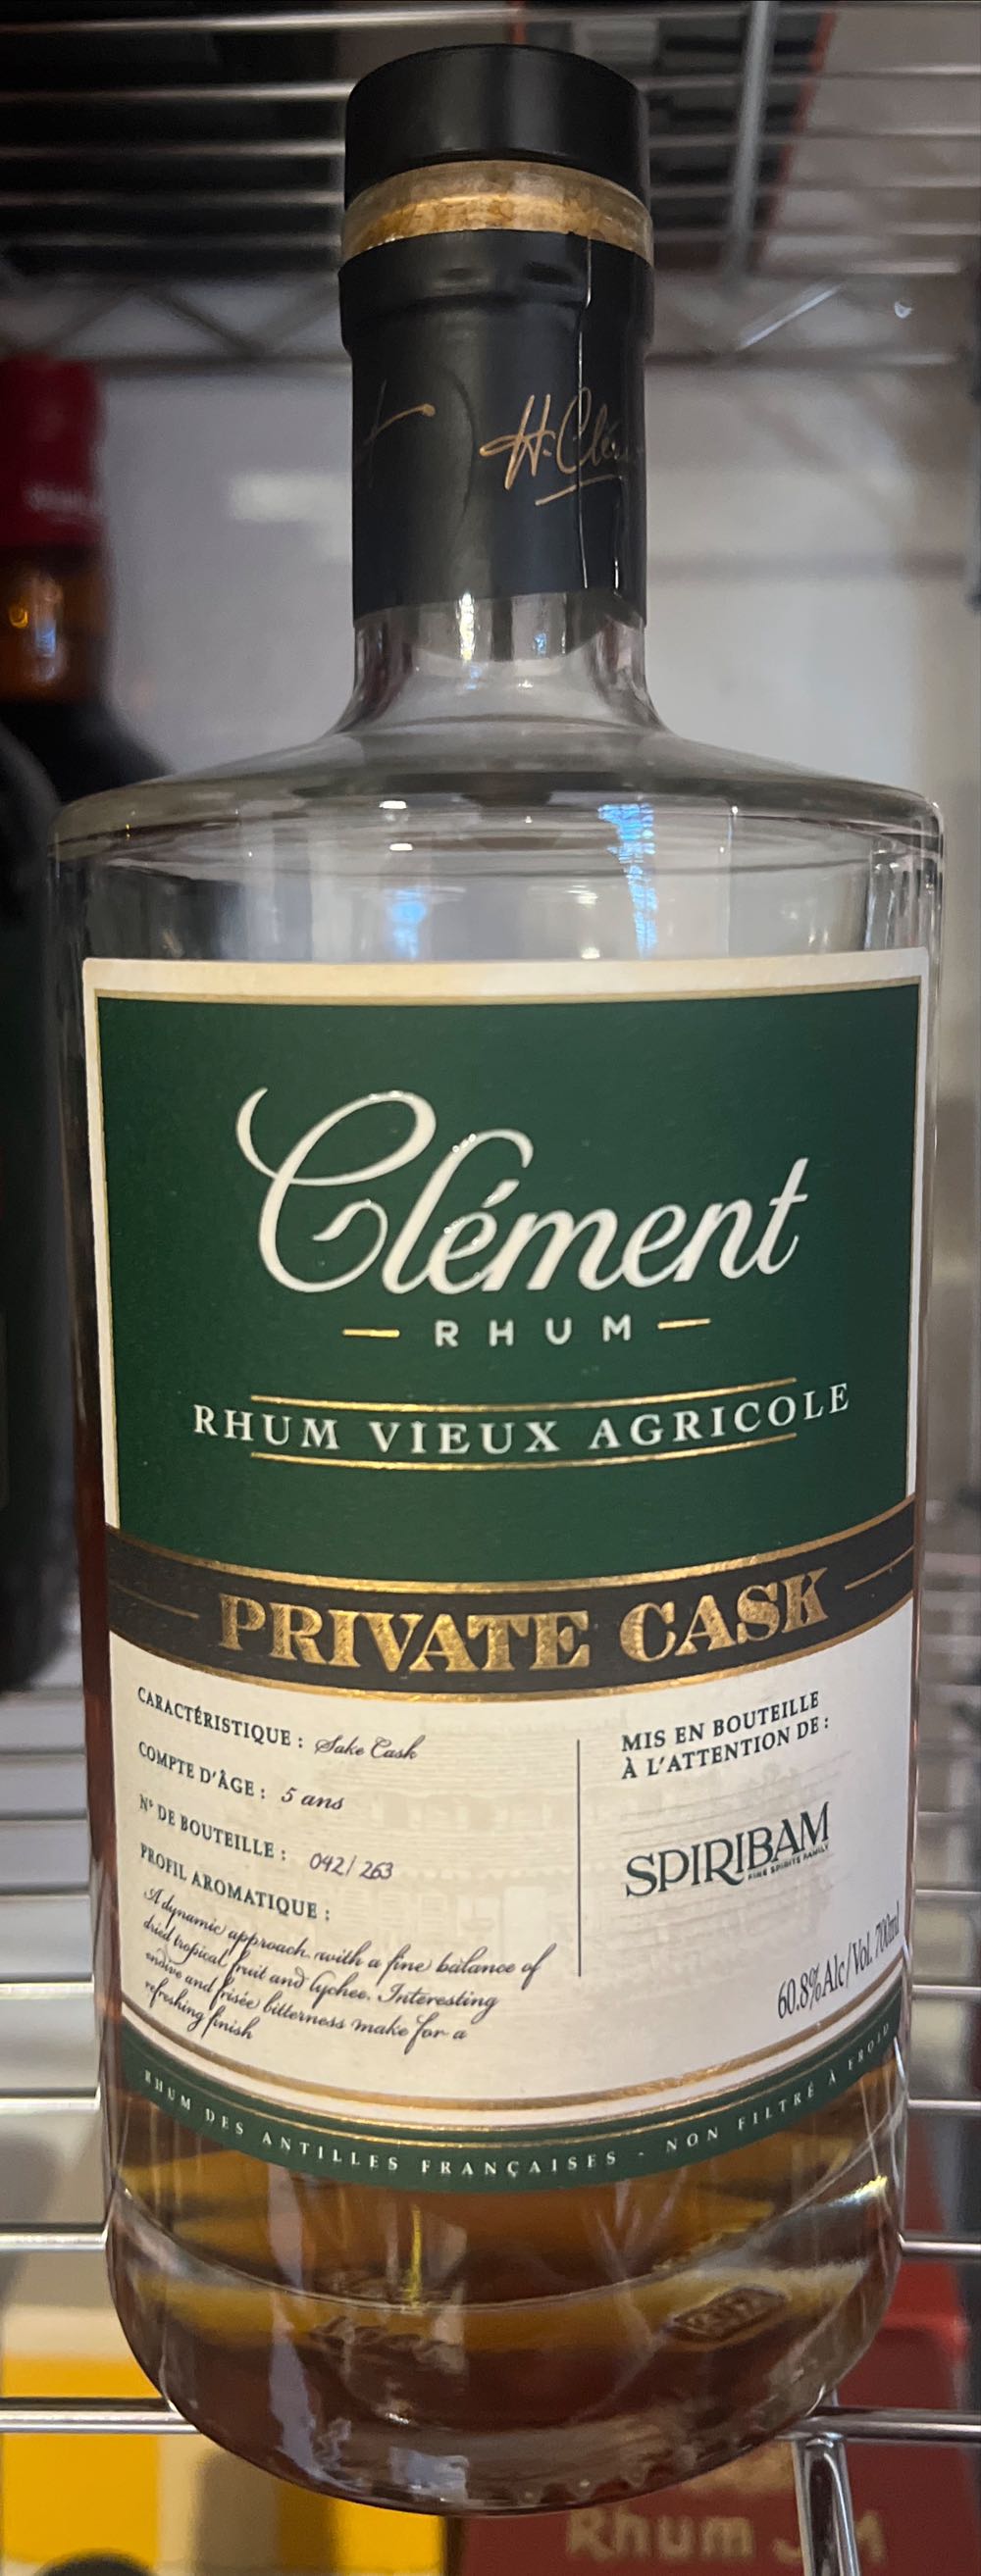 H. Clé
Clément
RHUM
RHUM VIEUX AGRICOLE
PRIVATE CASK
CARACTÉRISTIQUE : Sake Cask
COMPTE D'ÂGE : 5 ans
N° DE BOUTEILLE : 042/263
PROFIL AROMATIQUE :
A dynamic approach with a fine balance of
dried tropical fruit and lychee. Interesting
endive and frisée bitterness make for a
refreshing finish
MIS EN BOUTEILLE
À L'ATTENTION DE :
SPIRIBAM
FINE SPIRITS FAMILY
60.8% Alc/Vol. 700ml
RHUM DES ANTILLES FRANÇAISES - NON FILTRÉ À FROID
Rhum J.M